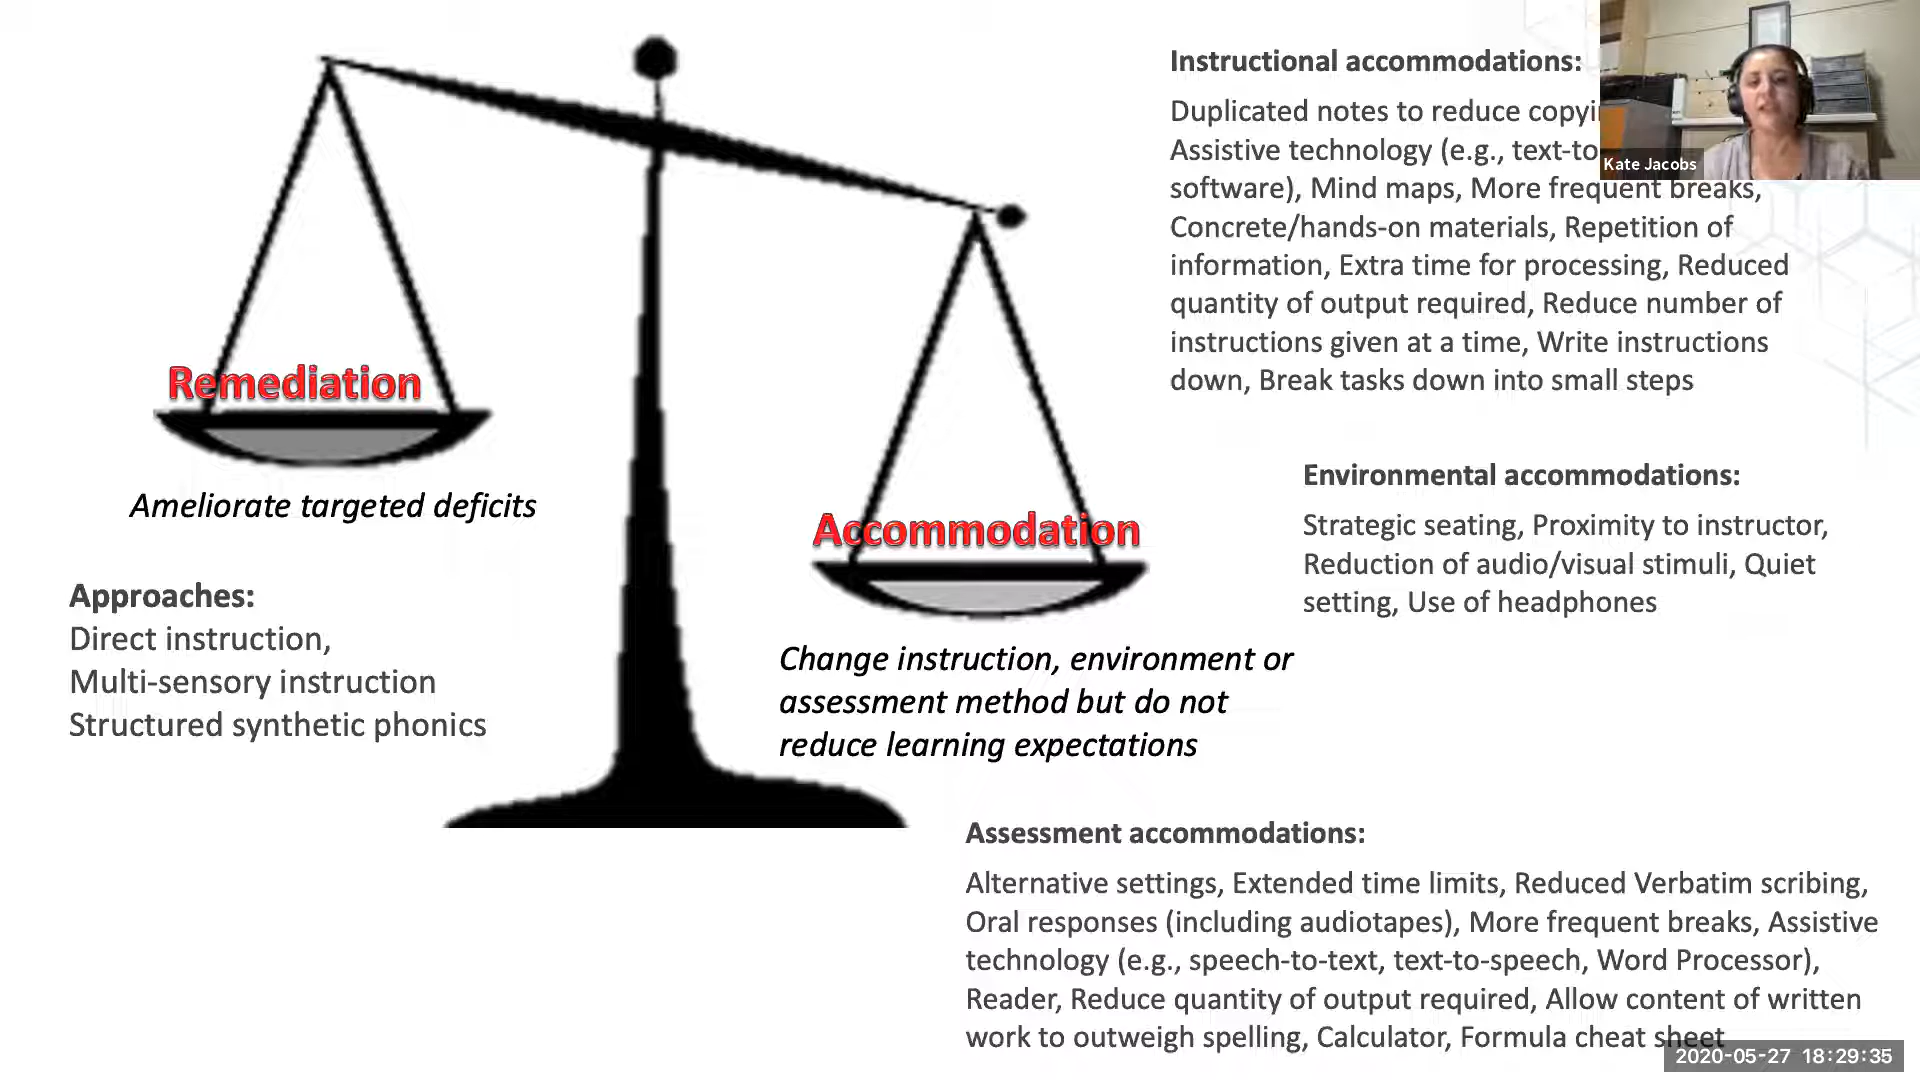 Remediation
Ameliorate targeted deficits
Approaches:
Direct instruction,
Multi-sensory instruction
Structured synthetic phonics
Accommodation
Change instruction, environment or
assessment method but do not
reduce learning expectations
Instructional accommodations:
Duplicated notes to reduce
Assistive technology (e.g.,
software), Mind maps, More frequent breaks,
Concrete/hands-on materials, Repetition of
information, Extra time for processing, Reduced
quantity of output required, Reduce number of
instructions given at a time, Write instructions
down, Break tasks down into small steps
Kate Jacobs
Environmental accommodations:
Strategic seating, Proximity to instructor,
Reduction of audio/visual stimuli, Quiet
setting, Use of headphones
Assessment accommodations:
Alternative settings, Extended time limits, Reduced Verbatim scribing,
Oral responses (including audiotapes), More frequent breaks, Assistive
technology (e.g., speech-to-text, text-to-speech, Word Processor),
Reader, Reduce quantity of output required, Allow content of written
work to outweigh spelling, Calculator, Formula cheat sheet
2020-05-27 18:29:35